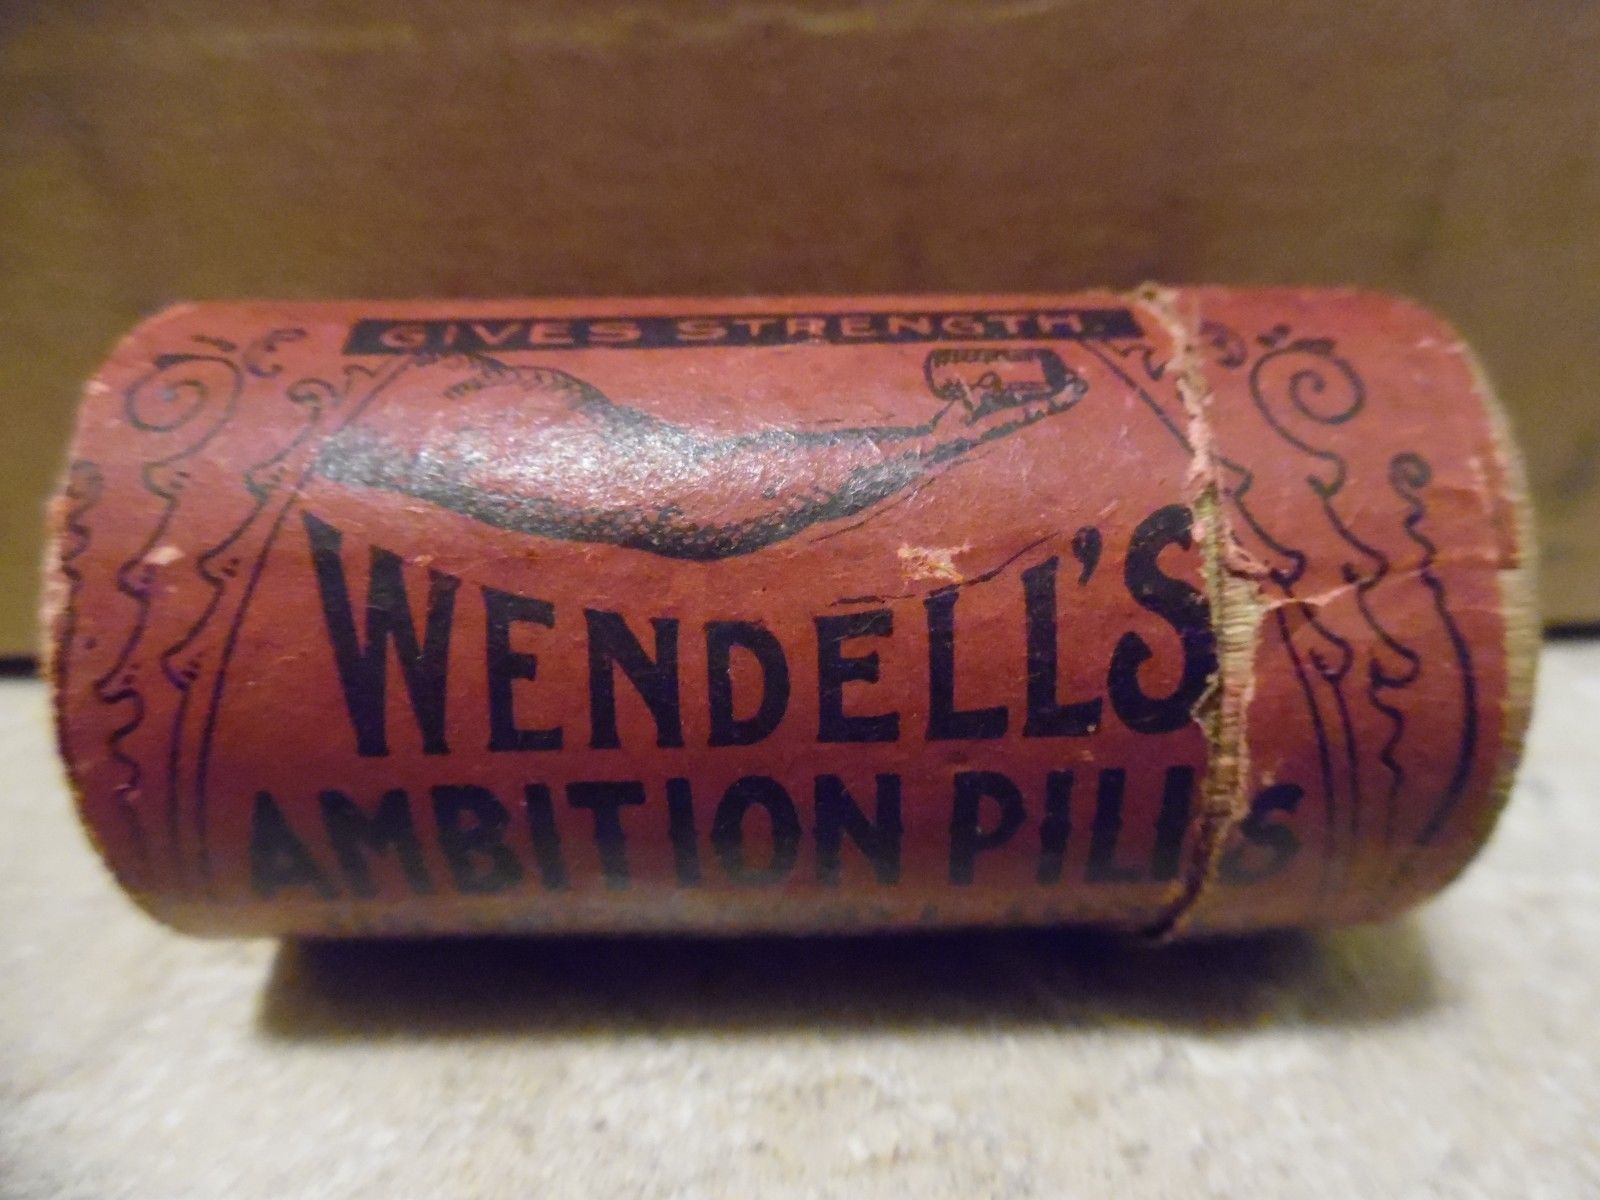 GIVES STRENGTH.
WENDELL'S
AMBITION PILLS